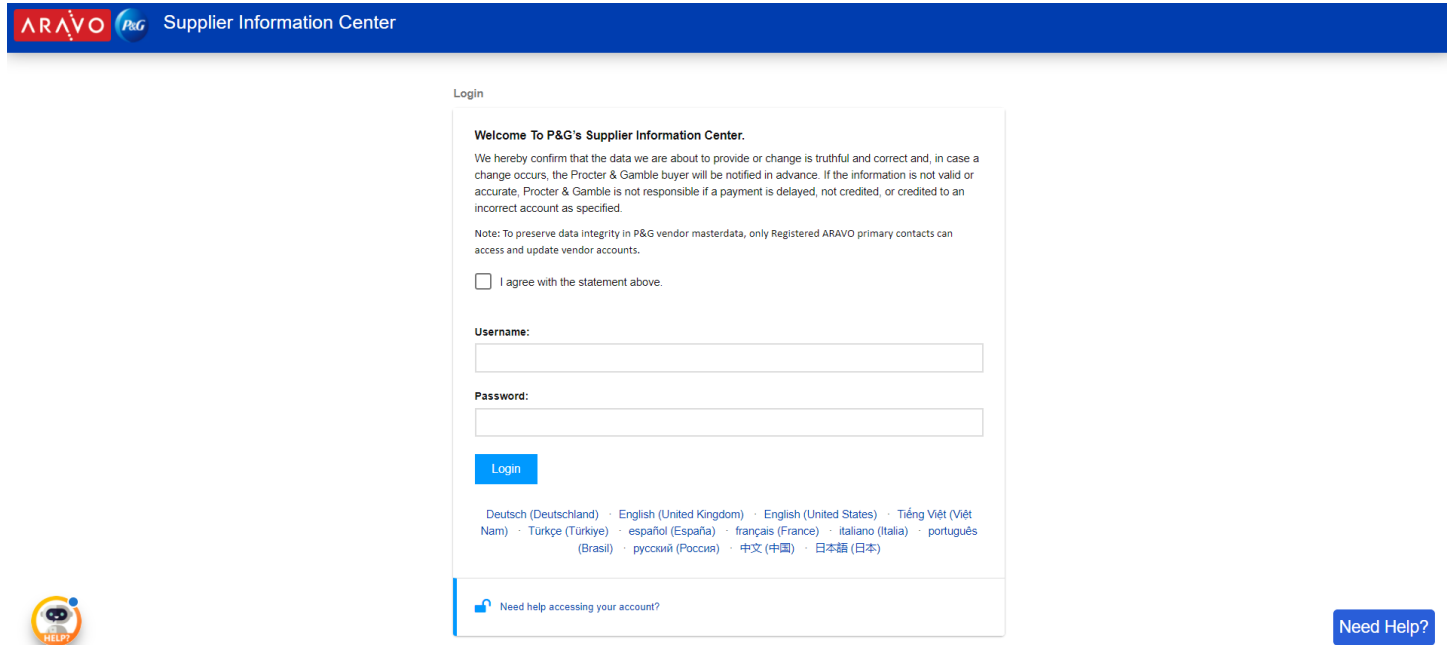 ARAVO P&G Supplier Information Center
Login
Welcome To P&G's Supplier Information Center.
We hereby confirm that the data we are about to provide or change is truthful and correct and, in case a
change occurs, the Procter & Gamble buyer will be notified in advance. If the information is not valid or
accurate, Procter & Gamble is not responsible if a payment is delayed, not credited, or credited to an
incorrect account as specified.
Note: To preserve data integrity in P&G vendor masterdata, only Registered ARAVO primary contacts can
access and update vendor accounts.
I agree with the statement above.
Username:
Password:
Login
Deutsch (Deutschland) · English (United Kingdom) · English (United States) · Tiếng Việt (Việt
Nam) · Türkçe (Türkiye) · español (España) · français (France) · italiano (Italia) · português
(Brasil) · русский (Россия) · 中文 (中国) · 日本語 (日本)
Need help accessing your account?
HELP?
Need Help?